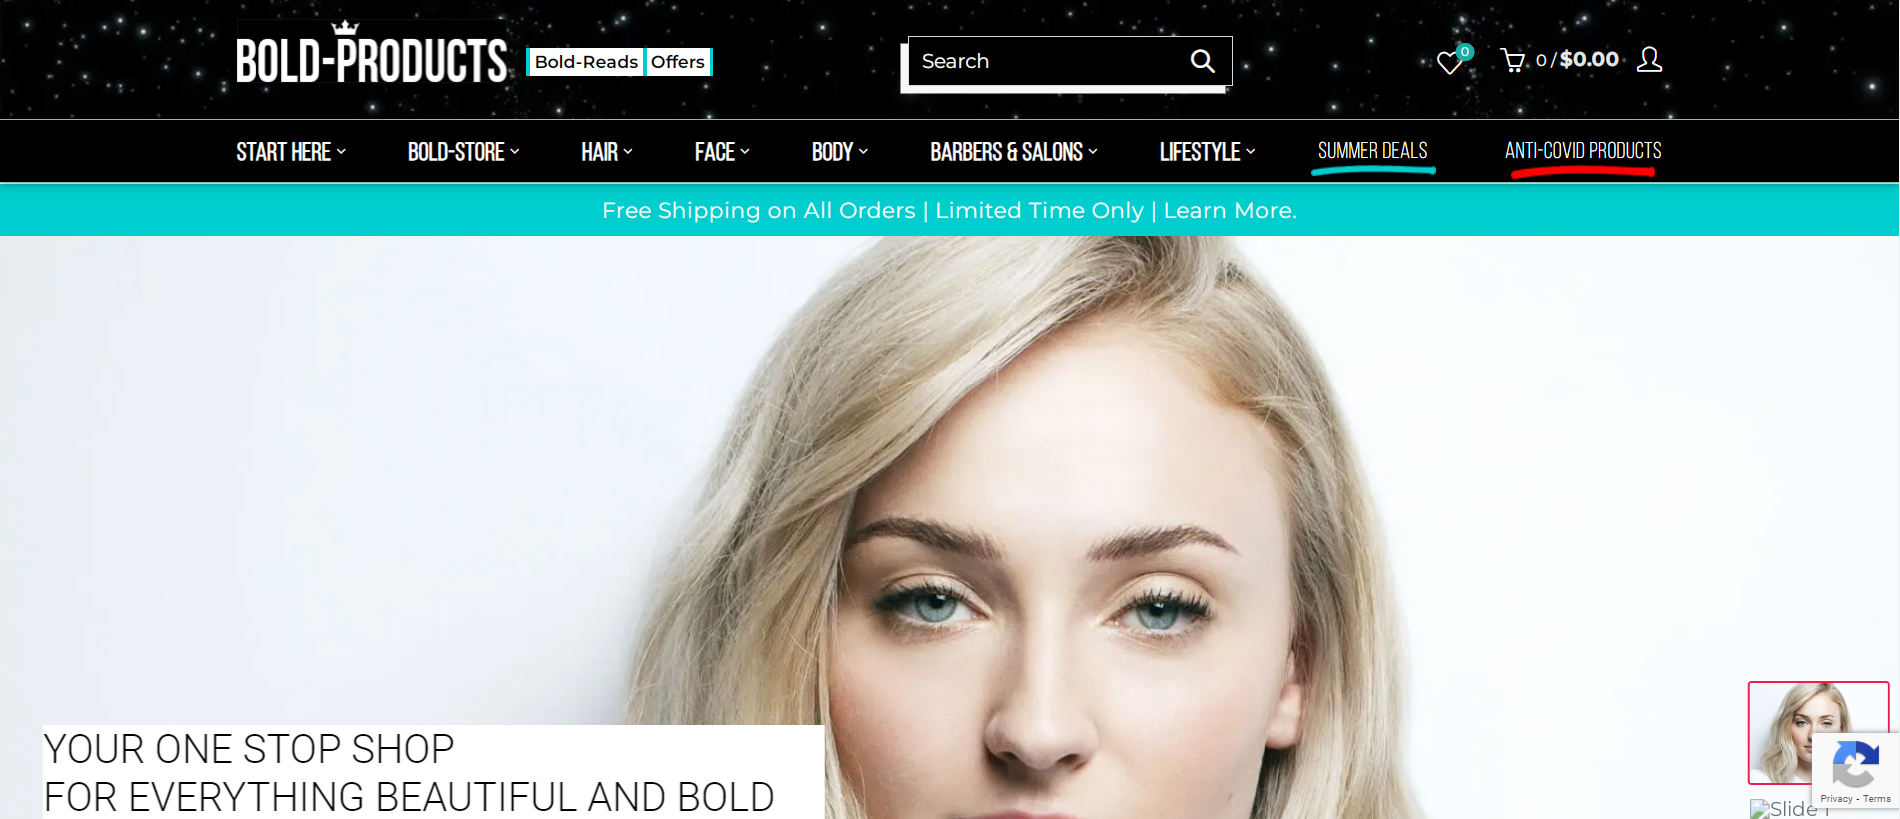 BOLD-PRODUCTS
Bold-Reads Offers
Search
0
0 / $0.00
START HERE BOLD-STORE HAIR FACE BODY BARBERS & SALONS LIFESTYLE SUMMER DEALS ANTI-COVID PRODUCTS
Free Shipping on All Orders | Limited Time Only | Learn More.
YOUR ONE STOP SHOP
FOR EVERYTHING BEAUTIFUL AND BOLD
Privacy - Terms
Slide